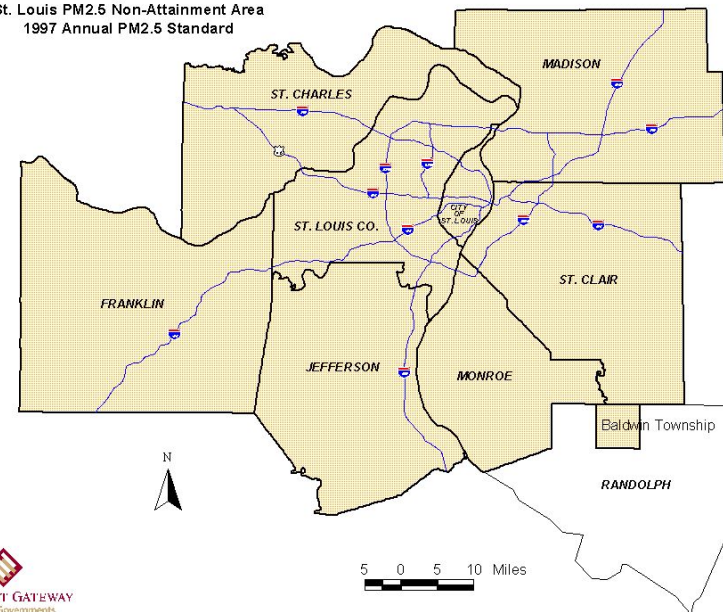 St. Louis PM2.5 Non-Attainment Area
1997 Annual PM2.5 Standard
MADISON
ST. CHARLES
CITY
OF
ST. LOUIS
ST. LOUIS CO.
ST. CLAIR
FRANKLIN
JEFFERSON
MONROE
Baldwin Township
RANDOLPH
N
5 0 5 10 Miles
T GATEWAY
Governments